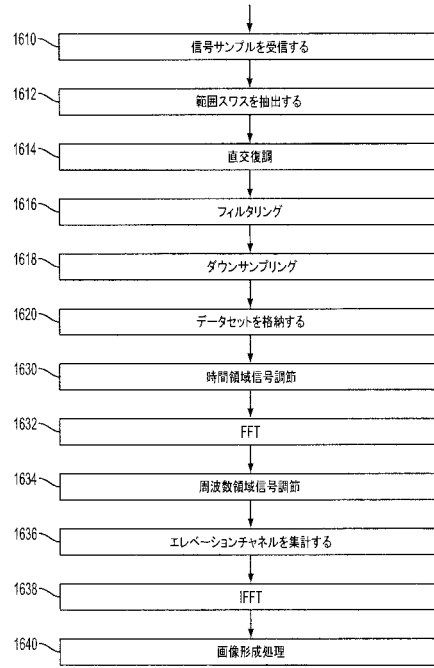 1610
信号サンプルを受信する
1612
範囲スワスを抽出する
1614
直交復調
1616
フィルタリング
1618
ダウンサンプリング
1620
データセットを格納する
1630
時間領域信号調節
1632
FFT
1634
周波数領域信号調節
1636
エレベーションチャネルを集計する
1638
IFFT
1640
画像形成処理